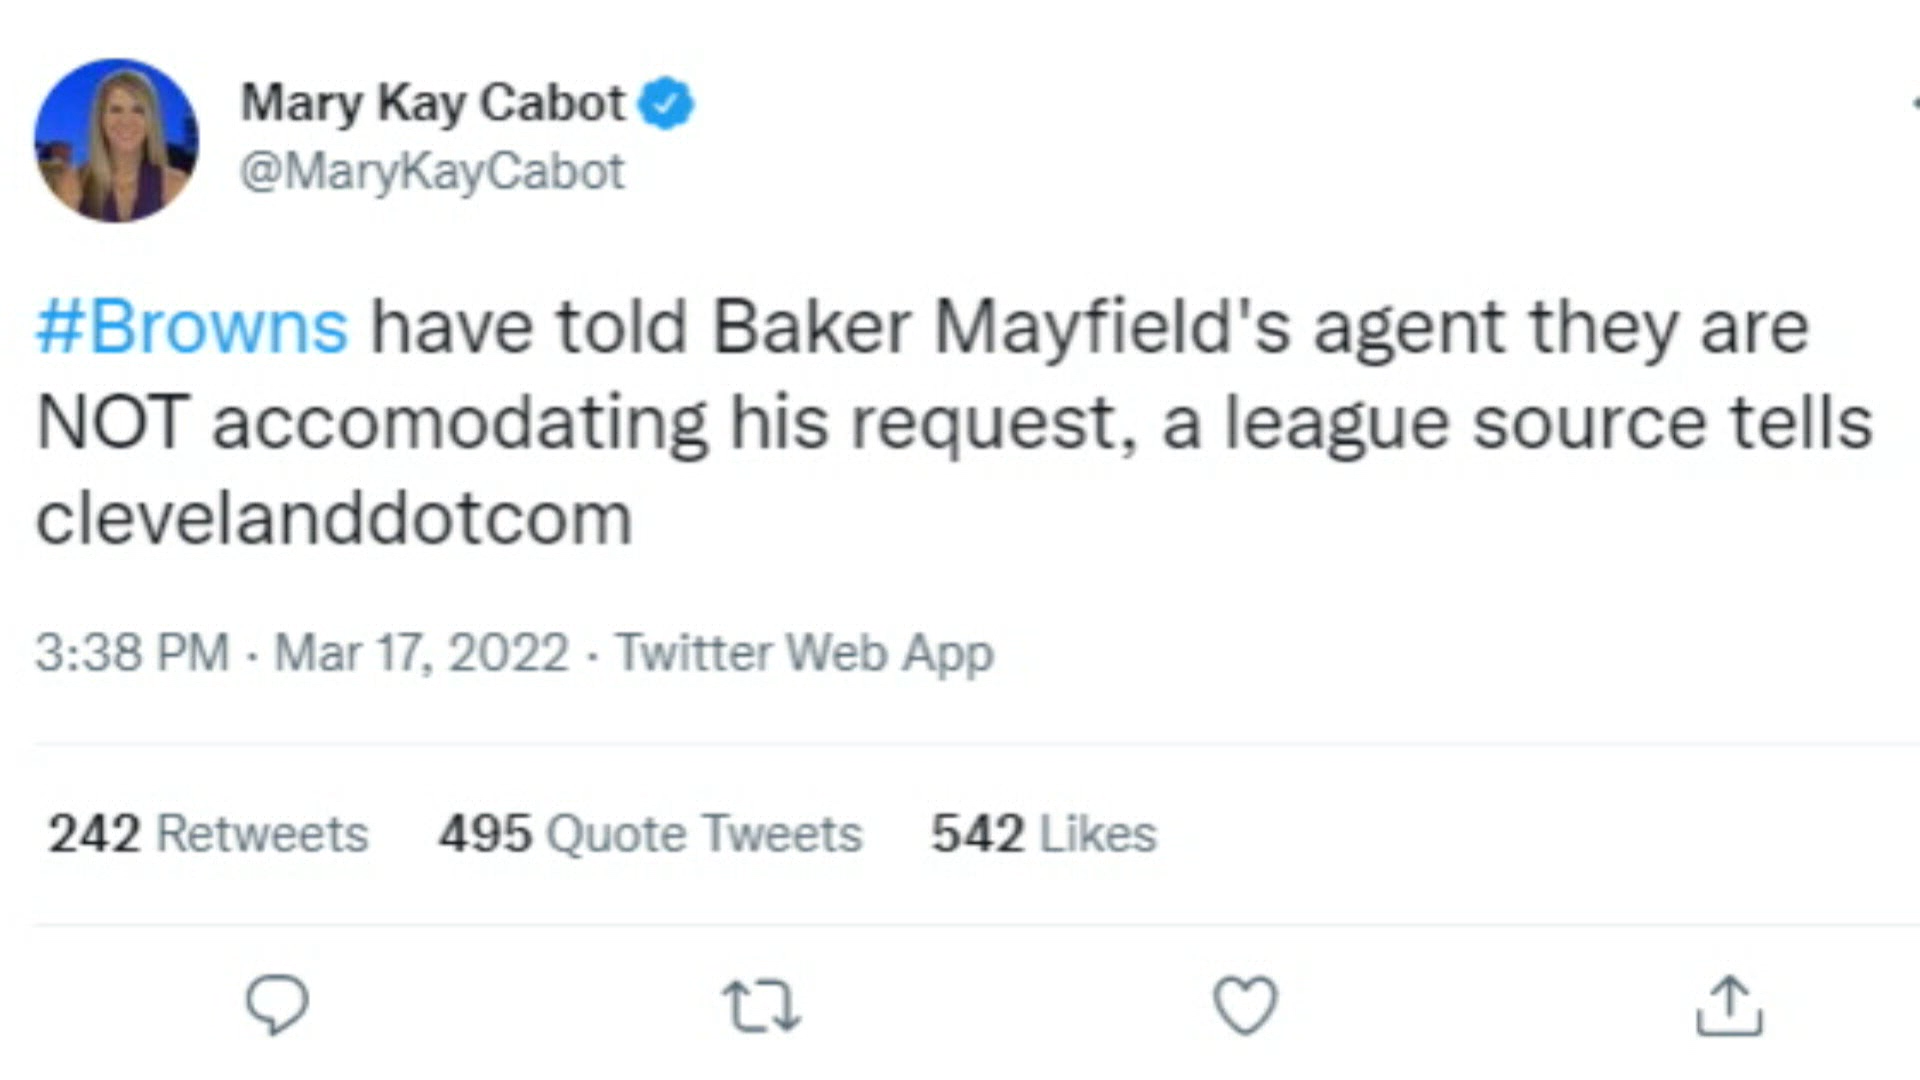 Mary Kay Cabot
@MaryKayCabot
#Browns have told Baker Mayfield's agent they are
NOT accomodating his request, a league source tells
clevelanddotcom
3:38 PM · Mar 17, 2022 · Twitter Web App
242 Retweets 495 Quote Tweets 542 Likes